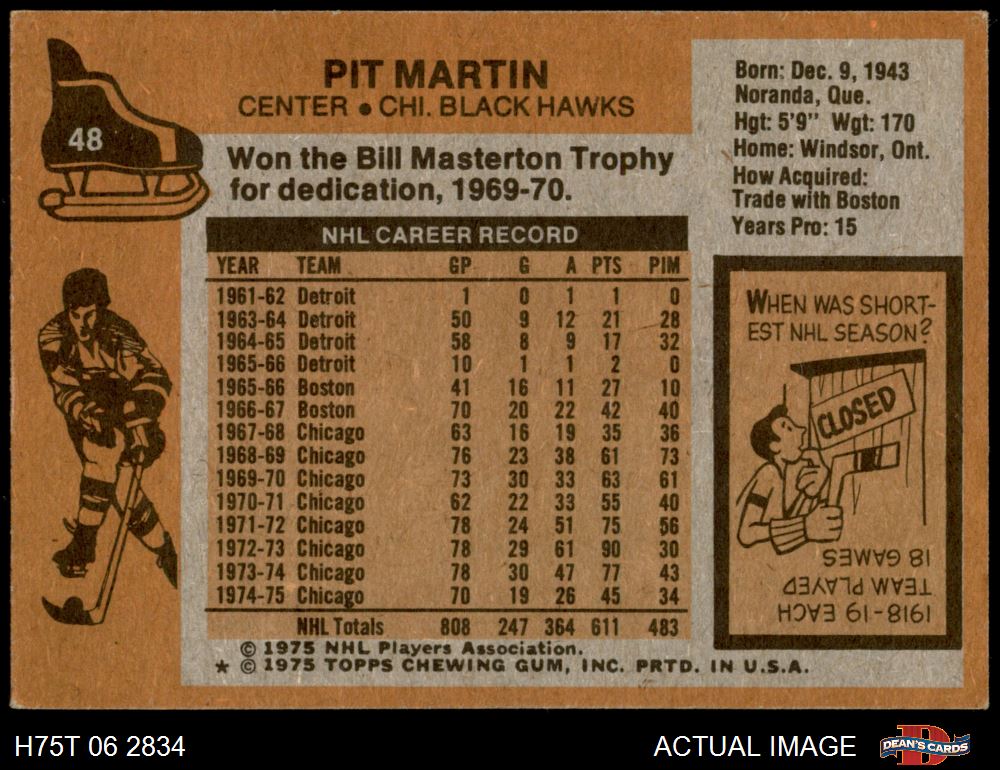 48
PIT MARTIN
CENTER ● CHI. BLACK HAWKS
Won the Bill Masterton Trophy
for dedication, 1969-70.
Born: Dec. 9, 1943
Noranda, Que.
Hgt: 5'9" Wgt: 170
Home: Windsor, Ont.
How Acquired:
Trade with Boston
Years Pro: 15
NHL CAREER RECORD
YEAR TEAM GP G A PTS PIM
1961-62 Detroit 1 0 1 1 0
1963-64 Detroit 50 9 12 21 28
1964-65 Detroit 58 8 9 17 32
1965-66 Detroit 10 1 1 2 0
1965-66 Boston 41 16 11 27 10
1966-67 Boston 70 20 22 42 40
1967-68 Chicago 63 16 19 35 36
1968-69 Chicago 76 23 38 61 73
1969-70 Chicago 73 30 33 63 61
1970-71 Chicago 62 22 33 55 40
1971-72 Chicago 78 24 51 75 56
1972-73 Chicago 78 29 61 90 30
1973-74 Chicago 78 30 47 77 43
1974-75 Chicago 70 19 26 45 34
NHL Totals 808 247 364 611 483
WHEN WAS SHORT-
EST NHL SEASON?
CLOSED
1918-19 EACH
TEAM PLAYED
18 GAMES
© 1975 NHL Players Association.
★ © 1975 TOPPS CHEWING GUM, INC. PRTD. IN U.S.A.
H75T 06 2834
ACTUAL IMAGE
DEAN'S CARDS